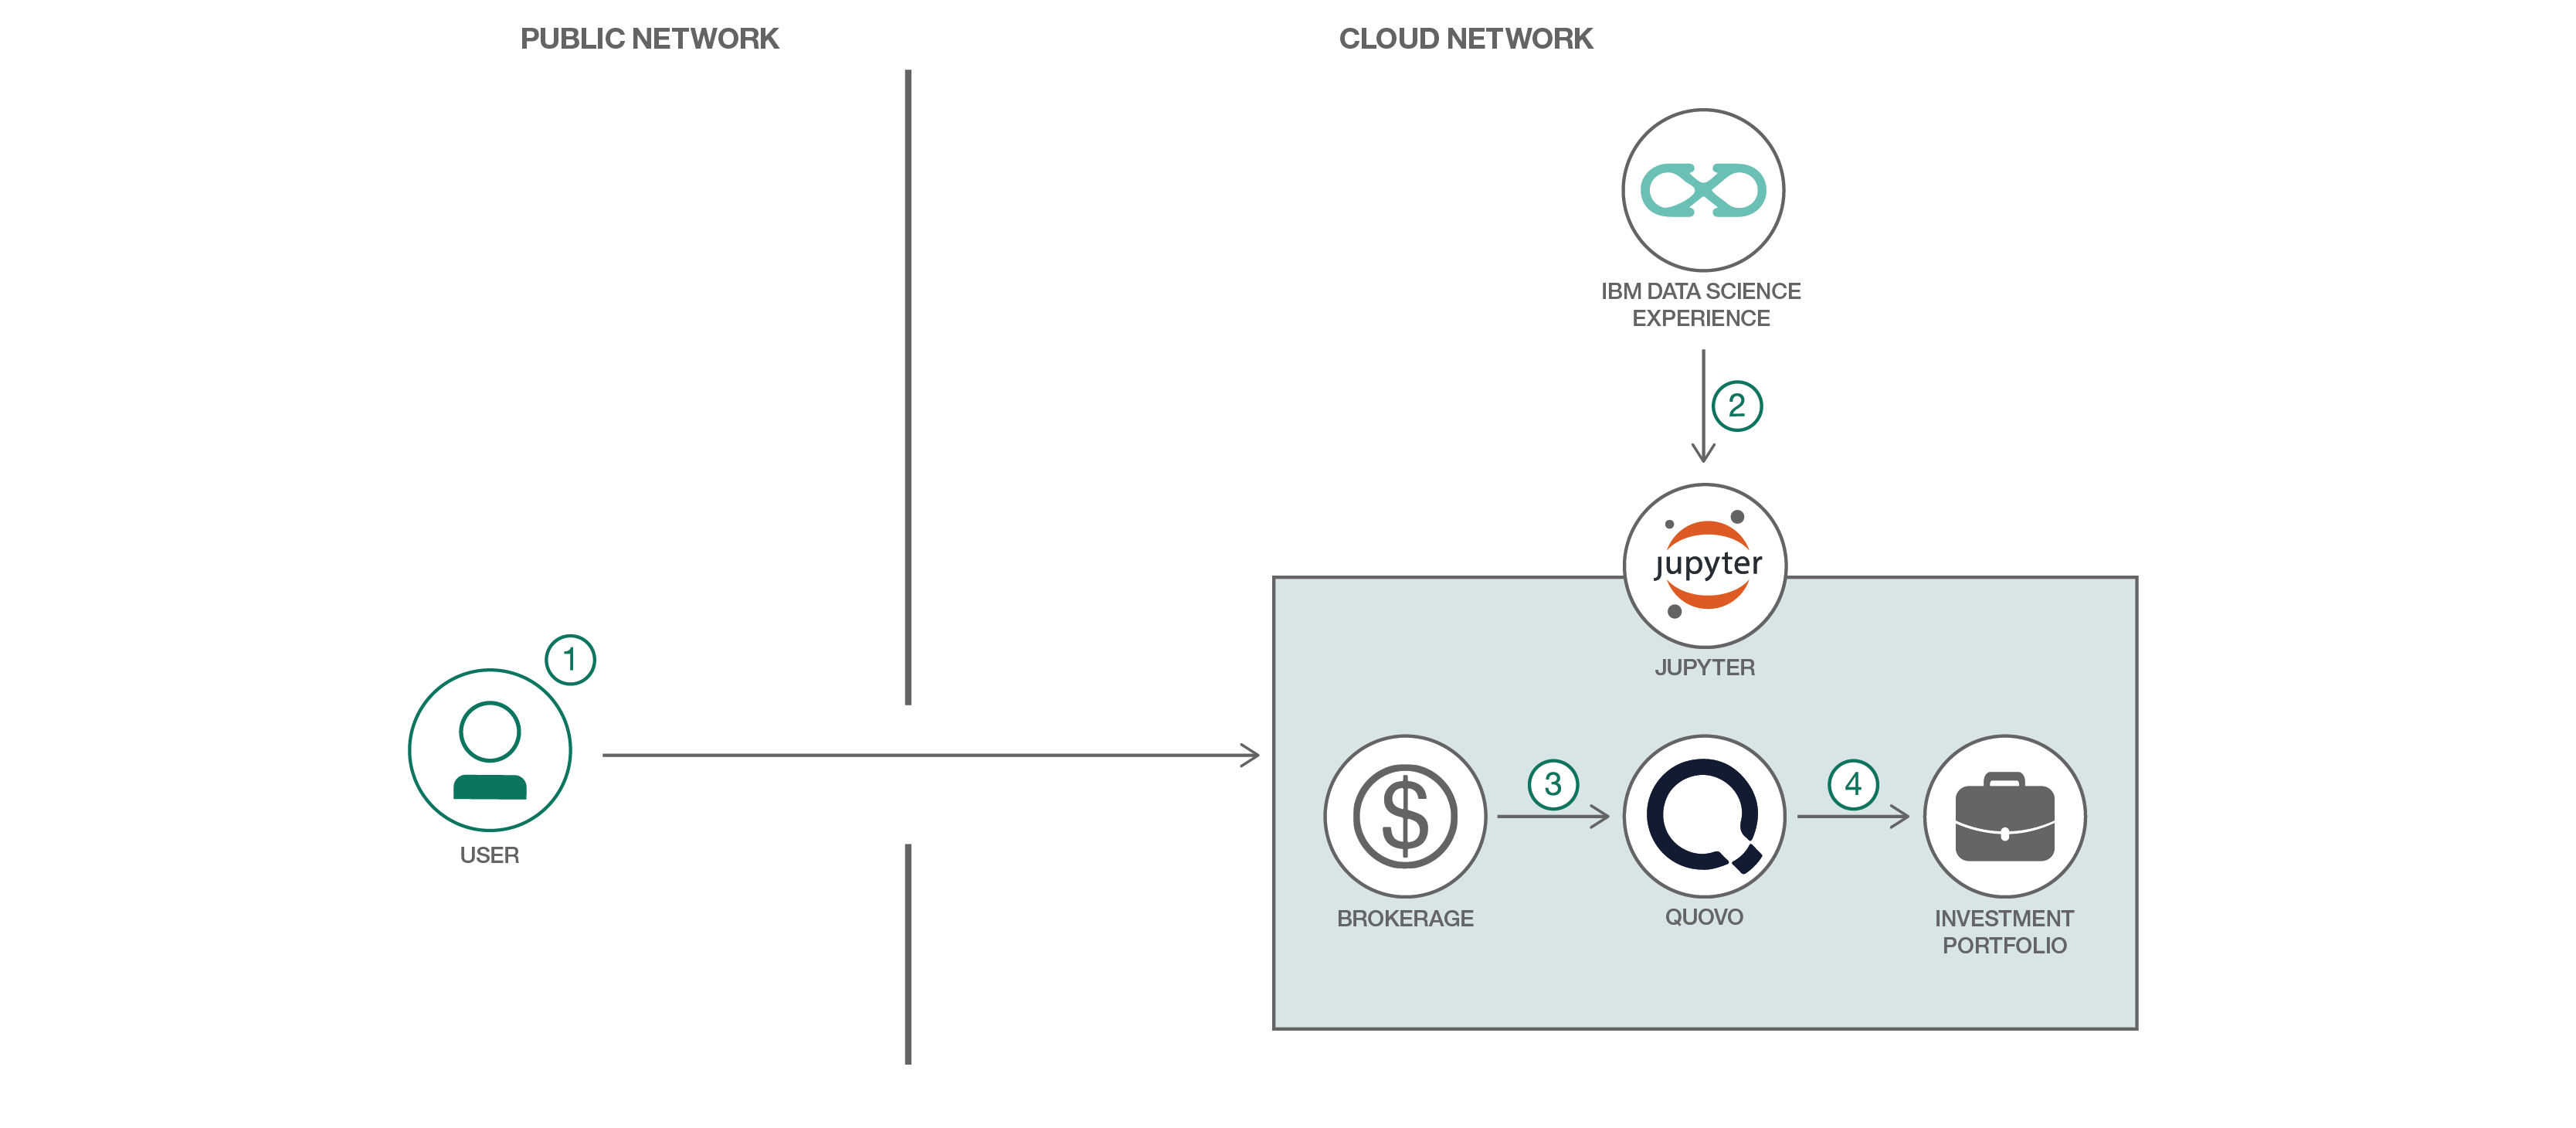 PUBLIC NETWORK
CLOUD NETWORK
IBM DATA SCIENCE
EXPERIENCE
2
jupyter
JUPYTER
1
USER
3
4
BROKERAGE
QUOVO
INVESTMENT
PORTFOLIO